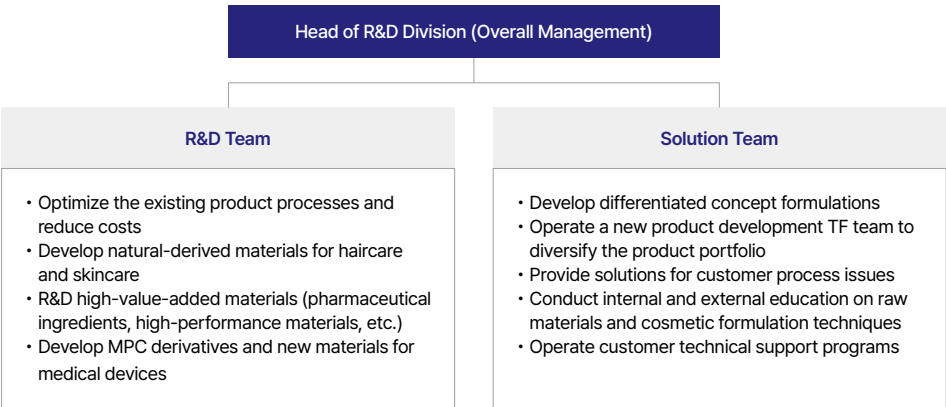 Head of R&D Division (Overall Management)
R&D Team
• Optimize the existing product processes and
reduce costs
• Develop natural-derived materials for haircare
and skincare
• R&D high-value-added materials (pharmaceutical
ingredients, high-performance materials, etc.)
• Develop MPC derivatives and new materials for
medical devices
Solution Team
• Develop differentiated concept formulations
• Operate a new product development TF team to
diversify the product portfolio
• Provide solutions for customer process issues
• Conduct internal and external education on raw
materials and cosmetic formulation techniques
• Operate customer technical support programs